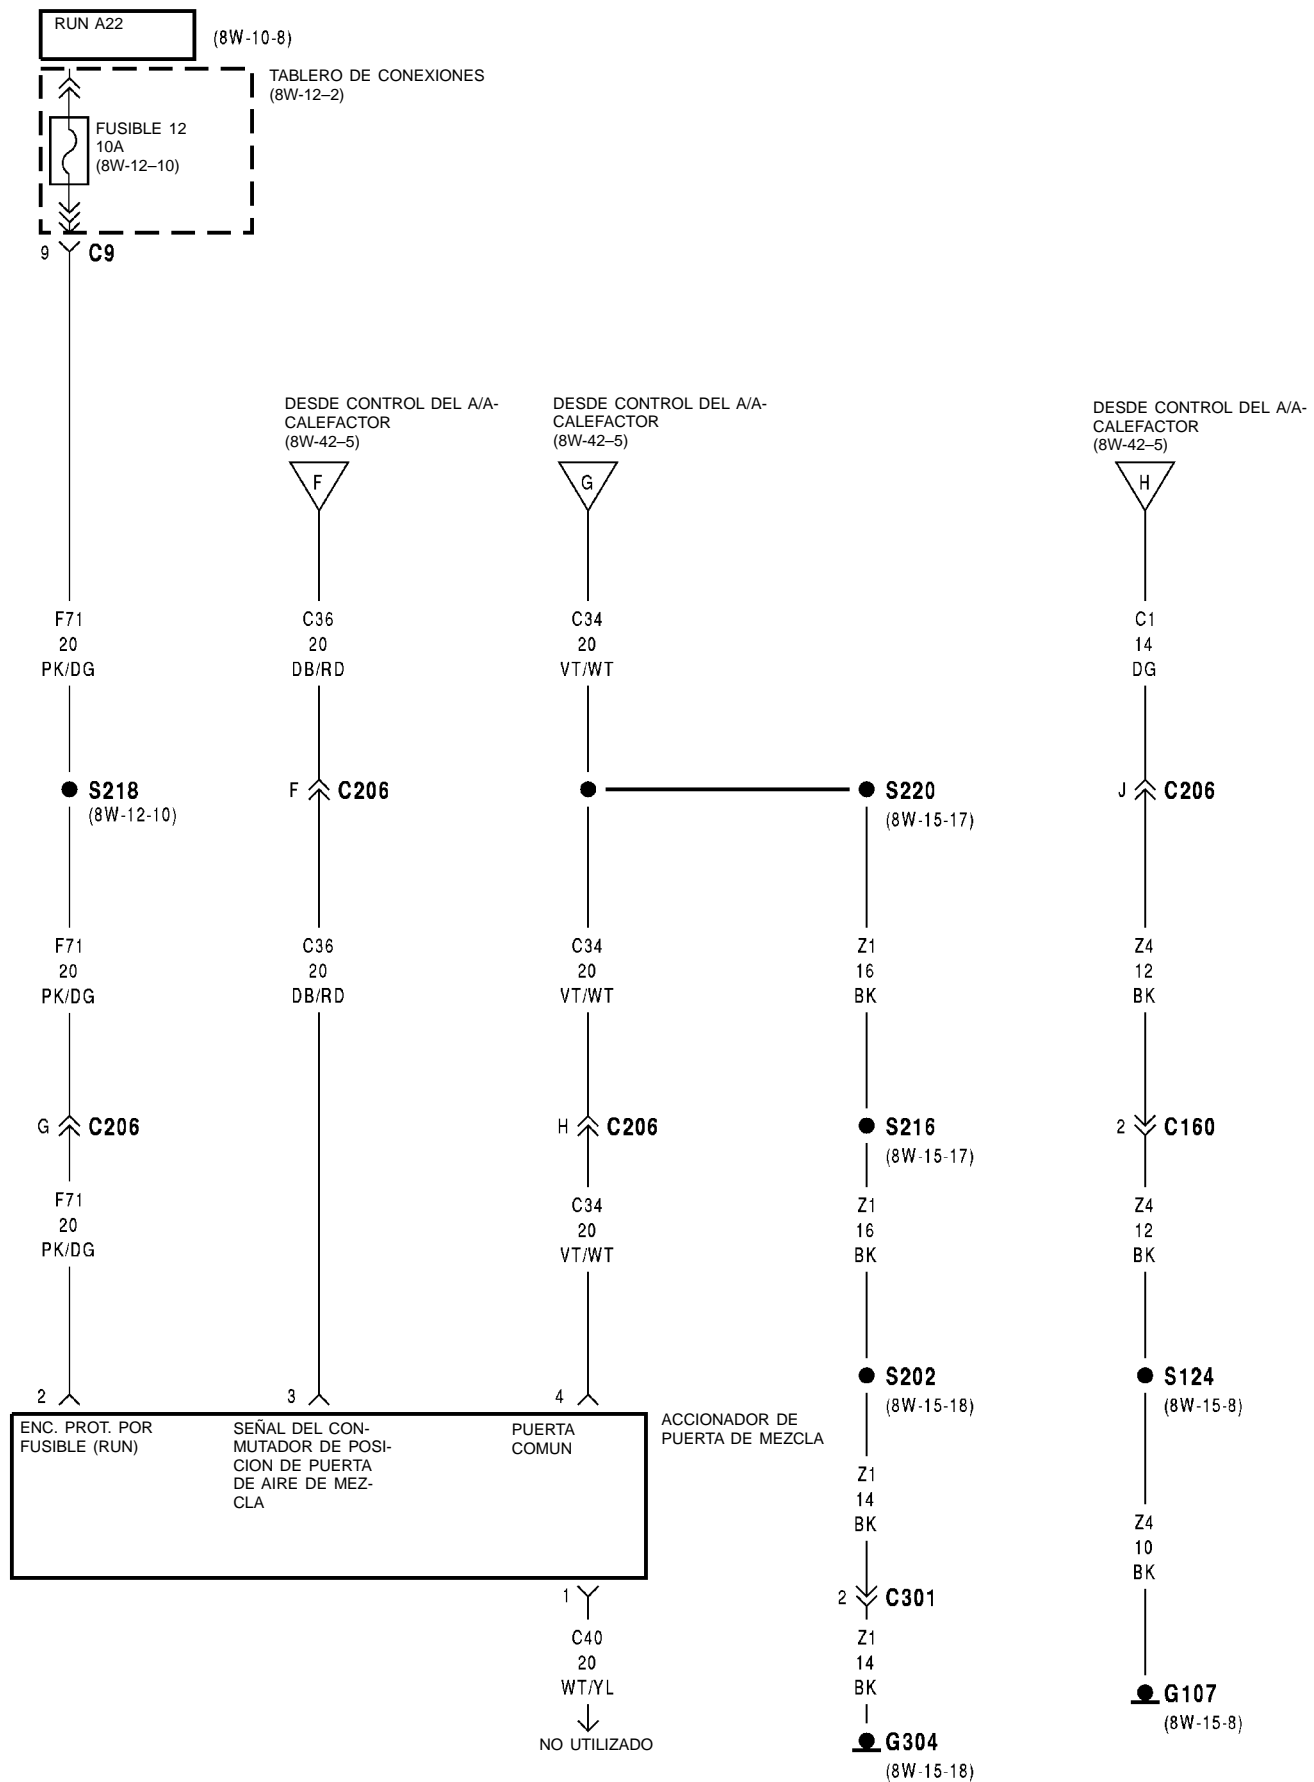 RUN A22
(8W-10-8)
TABLERO DE CONEXIONES
(8W-12–2)
FUSIBLE 12
10A
(8W-12–10)
9
C9
DESDE CONTROL DEL A/A-
CALEFACTOR
(8W-42–5)
F
DESDE CONTROL DEL A/A-
CALEFACTOR
(8W-42–5)
G
DESDE CONTROL DEL A/A-
CALEFACTOR
(8W-42–5)
H
F71
20
PK/DG
C36
20
DB/RD
C34
20
VT/WT
C1
14
DG
S218
(8W-12-10)
F C206
S220
(8W-15-17)
J C206
F71
20
PK/DG
C36
20
DB/RD
C34
20
VT/WT
Z1
16
BK
Z4
12
BK
G C206
H C206
S216
(8W-15-17)
2 C160
F71
20
PK/DG
C34
20
VT/WT
Z1
16
BK
Z4
12
BK
S202
(8W-15-18)
S124
(8W-15-8)
2
3
4
ENC. PROT. POR
FUSIBLE (RUN)
SEÑAL DEL CON-
MUTADOR DE POSI-
CION DE PUERTA
DE AIRE DE MEZ-
CLA
PUERTA
COMUN
ACCIONADOR DE
PUERTA DE MEZCLA
Z1
14
BK
Z4
10
BK
1
C40
20
WT/YL
NO UTILIZADO
2 C301
Z1
14
BK
G304
(8W-15-18)
G107
(8W-15-8)